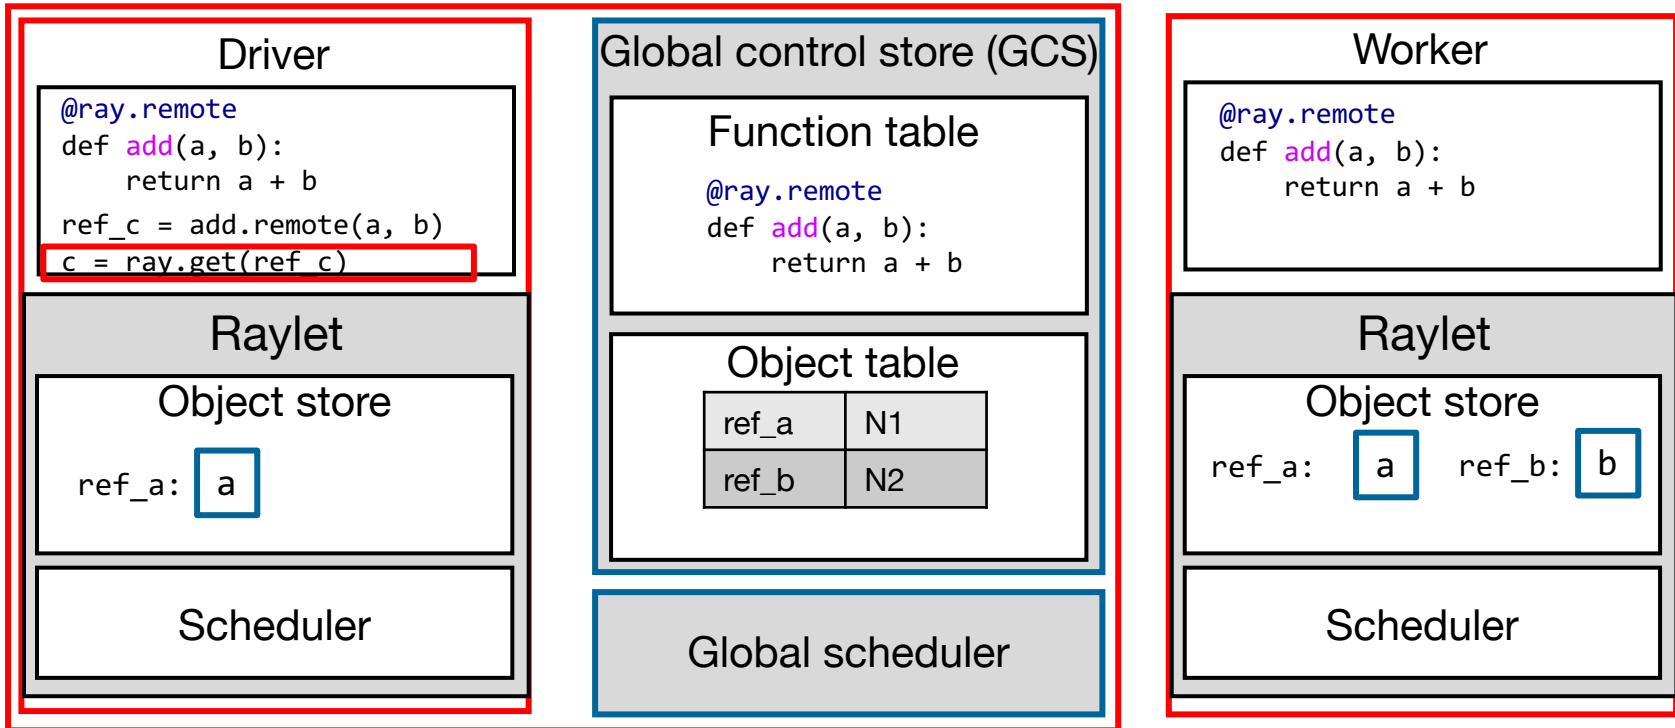 Driver
@ray.remote
def add(a, b):
    return a + b
ref_c = add.remote(a, b)
c = ray.get(ref_c)
Raylet
Object store
ref_a: a
Scheduler
Global control store (GCS)
Function table
@ray.remote
def add(a, b):
    return a + b
Object table
ref_a N1
ref_b N2
Global scheduler
Worker
@ray.remote
def add(a, b):
    return a + b
Raylet
Object store
ref_a: a ref_b: b
Scheduler